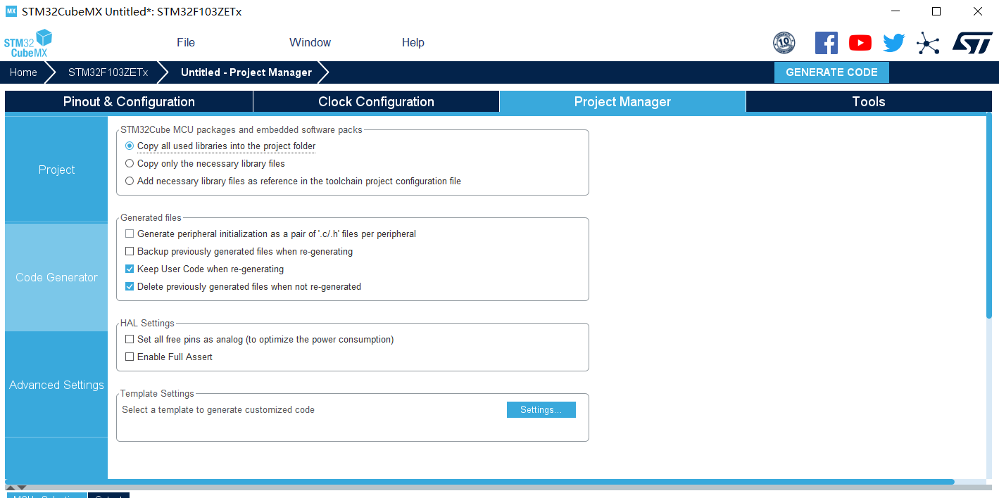 MX STM32CubeMX Untitled*: STM32F103ZETx
STM32
CubeMX
File Window Help
10
Home STM32F103ZETx Untitled - Project Manager GENERATE CODE
Pinout & Configuration Clock Configuration Project Manager Tools
Project
Code Generator
Advanced Settings
STM32Cube MCU packages and embedded software packs
Copy all used libraries into the project folder
Copy only the necessary library files
Add necessary library files as reference in the toolchain project configuration file
Generated files
Generate peripheral initialization as a pair of '.c/.h' files per peripheral
Backup previously generated files when re-generating
Keep User Code when re-generating
Delete previously generated files when not re-generated
HAL Settings
Set all free pins as analog (to optimize the power consumption)
Enable Full Assert
Template Settings
Select a template to generate customized code Settings...